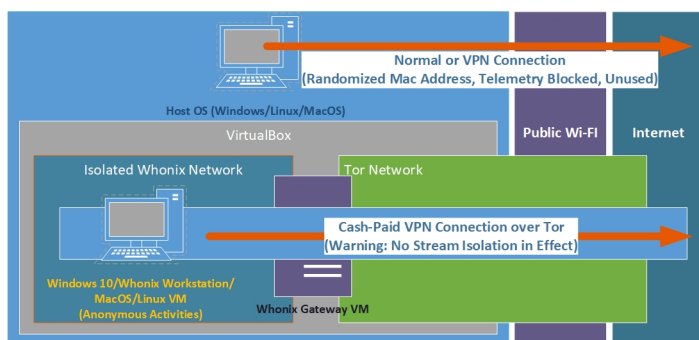 Normal or VPN Connection
(Randomized Mac Address, Telemetry Blocked, Unused)
Host OS (Windows/Linux/MacOS)
VirtualBox
Public Wi-FI
Internet
Isolated Whonix Network
Tor Network
Cash-Paid VPN Connection over Tor
(Warning: No Stream Isolation in Effect)
Windows 10/Whonix Workstation/
MacOS/Linux VM
(Anonymous Activities)
Whonix Gateway VM